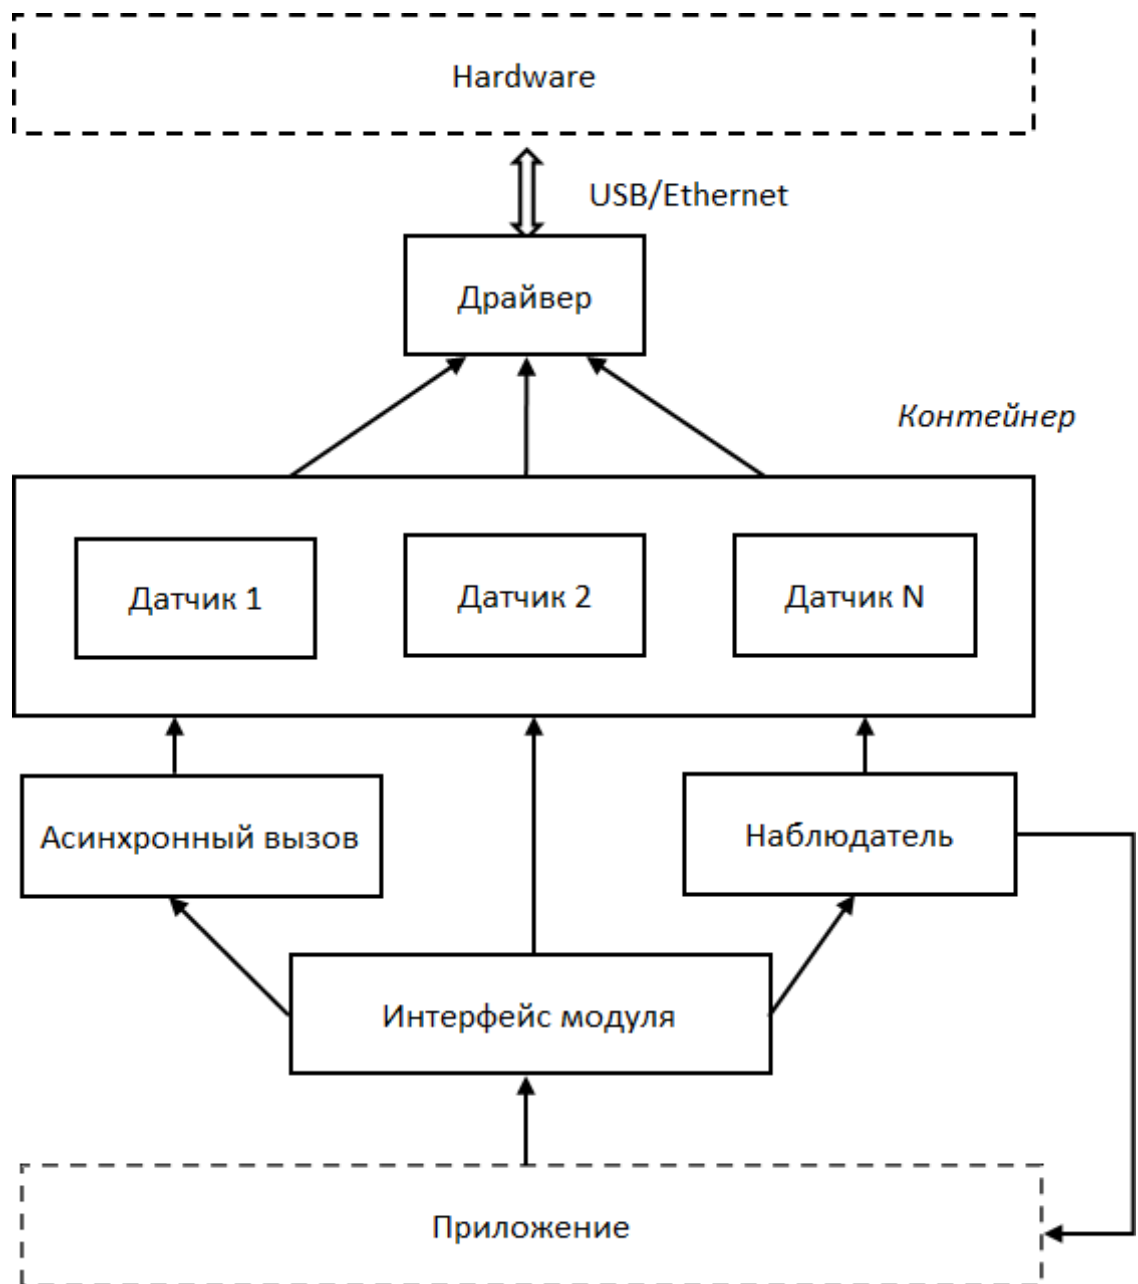 Hardware
USB/Ethernet
Драйвер
Контейнер
Датчик 1
Датчик 2
Датчик N
Асинхронный вызов
Наблюдатель
Интерфейс модуля
Приложение